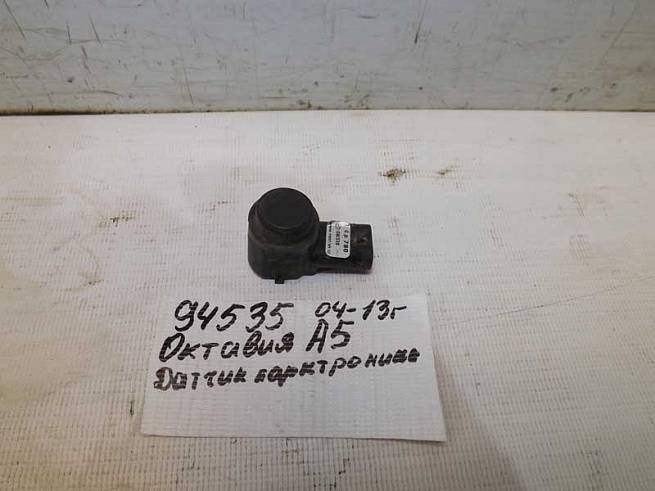 94535 04-13г
Октавия А5
Датчик парктроника